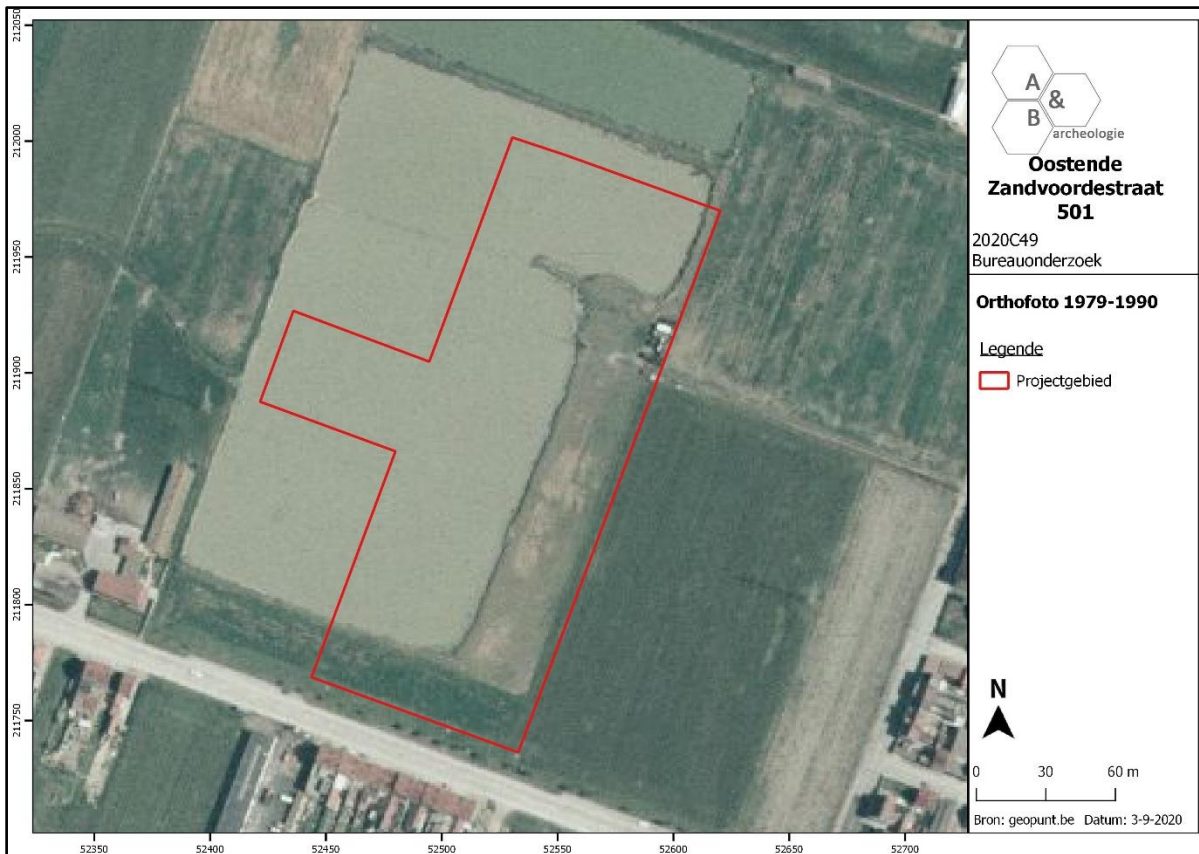 212050
212000
211950
211900
211850
211800
211750
52350 52400 52450 52500 52550 52600 52650 52700
A
&
B
archeologie
Oostende
Zandvoordestraat
501
2020C49
Bureauonderzoek
Orthofoto 1979-1990
Legende
Projectgebied
N
0 30 60 m
Bron: geopunt.be Datum: 3-9-2020